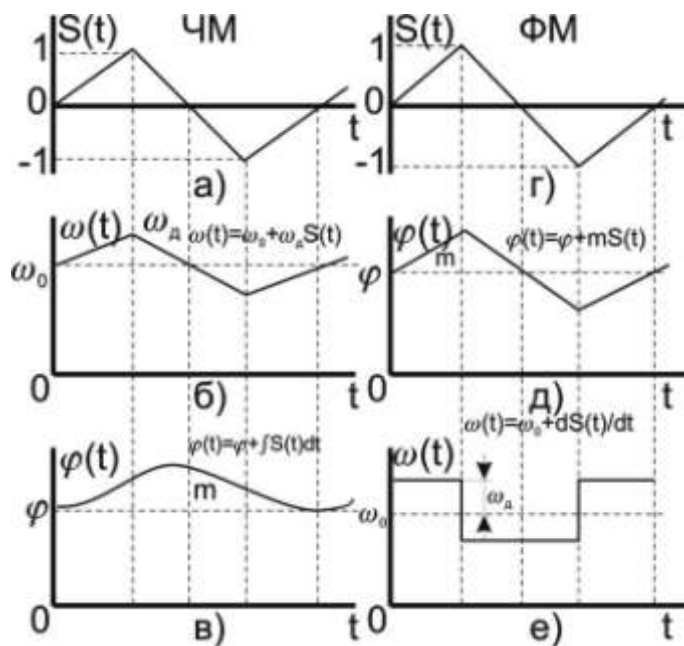 S(t) ЧМ
1
0
-1
t
а)
S(t) ФМ
1
0
-1
t
г)
ω(t) ω_д ω(t)=ω₀+ω_дS(t)
ω₀
0
б)
t
φ(t) φ(t)=φ+mS(t)
m
φ
0
д)
t
φ(t) φ(t)=φ+∫S(t)dt
m
φ
0
в)
t
ω(t)=ω₀+dS(t)/dt
ω(t)
ω_д
ω₀
0
е)
t